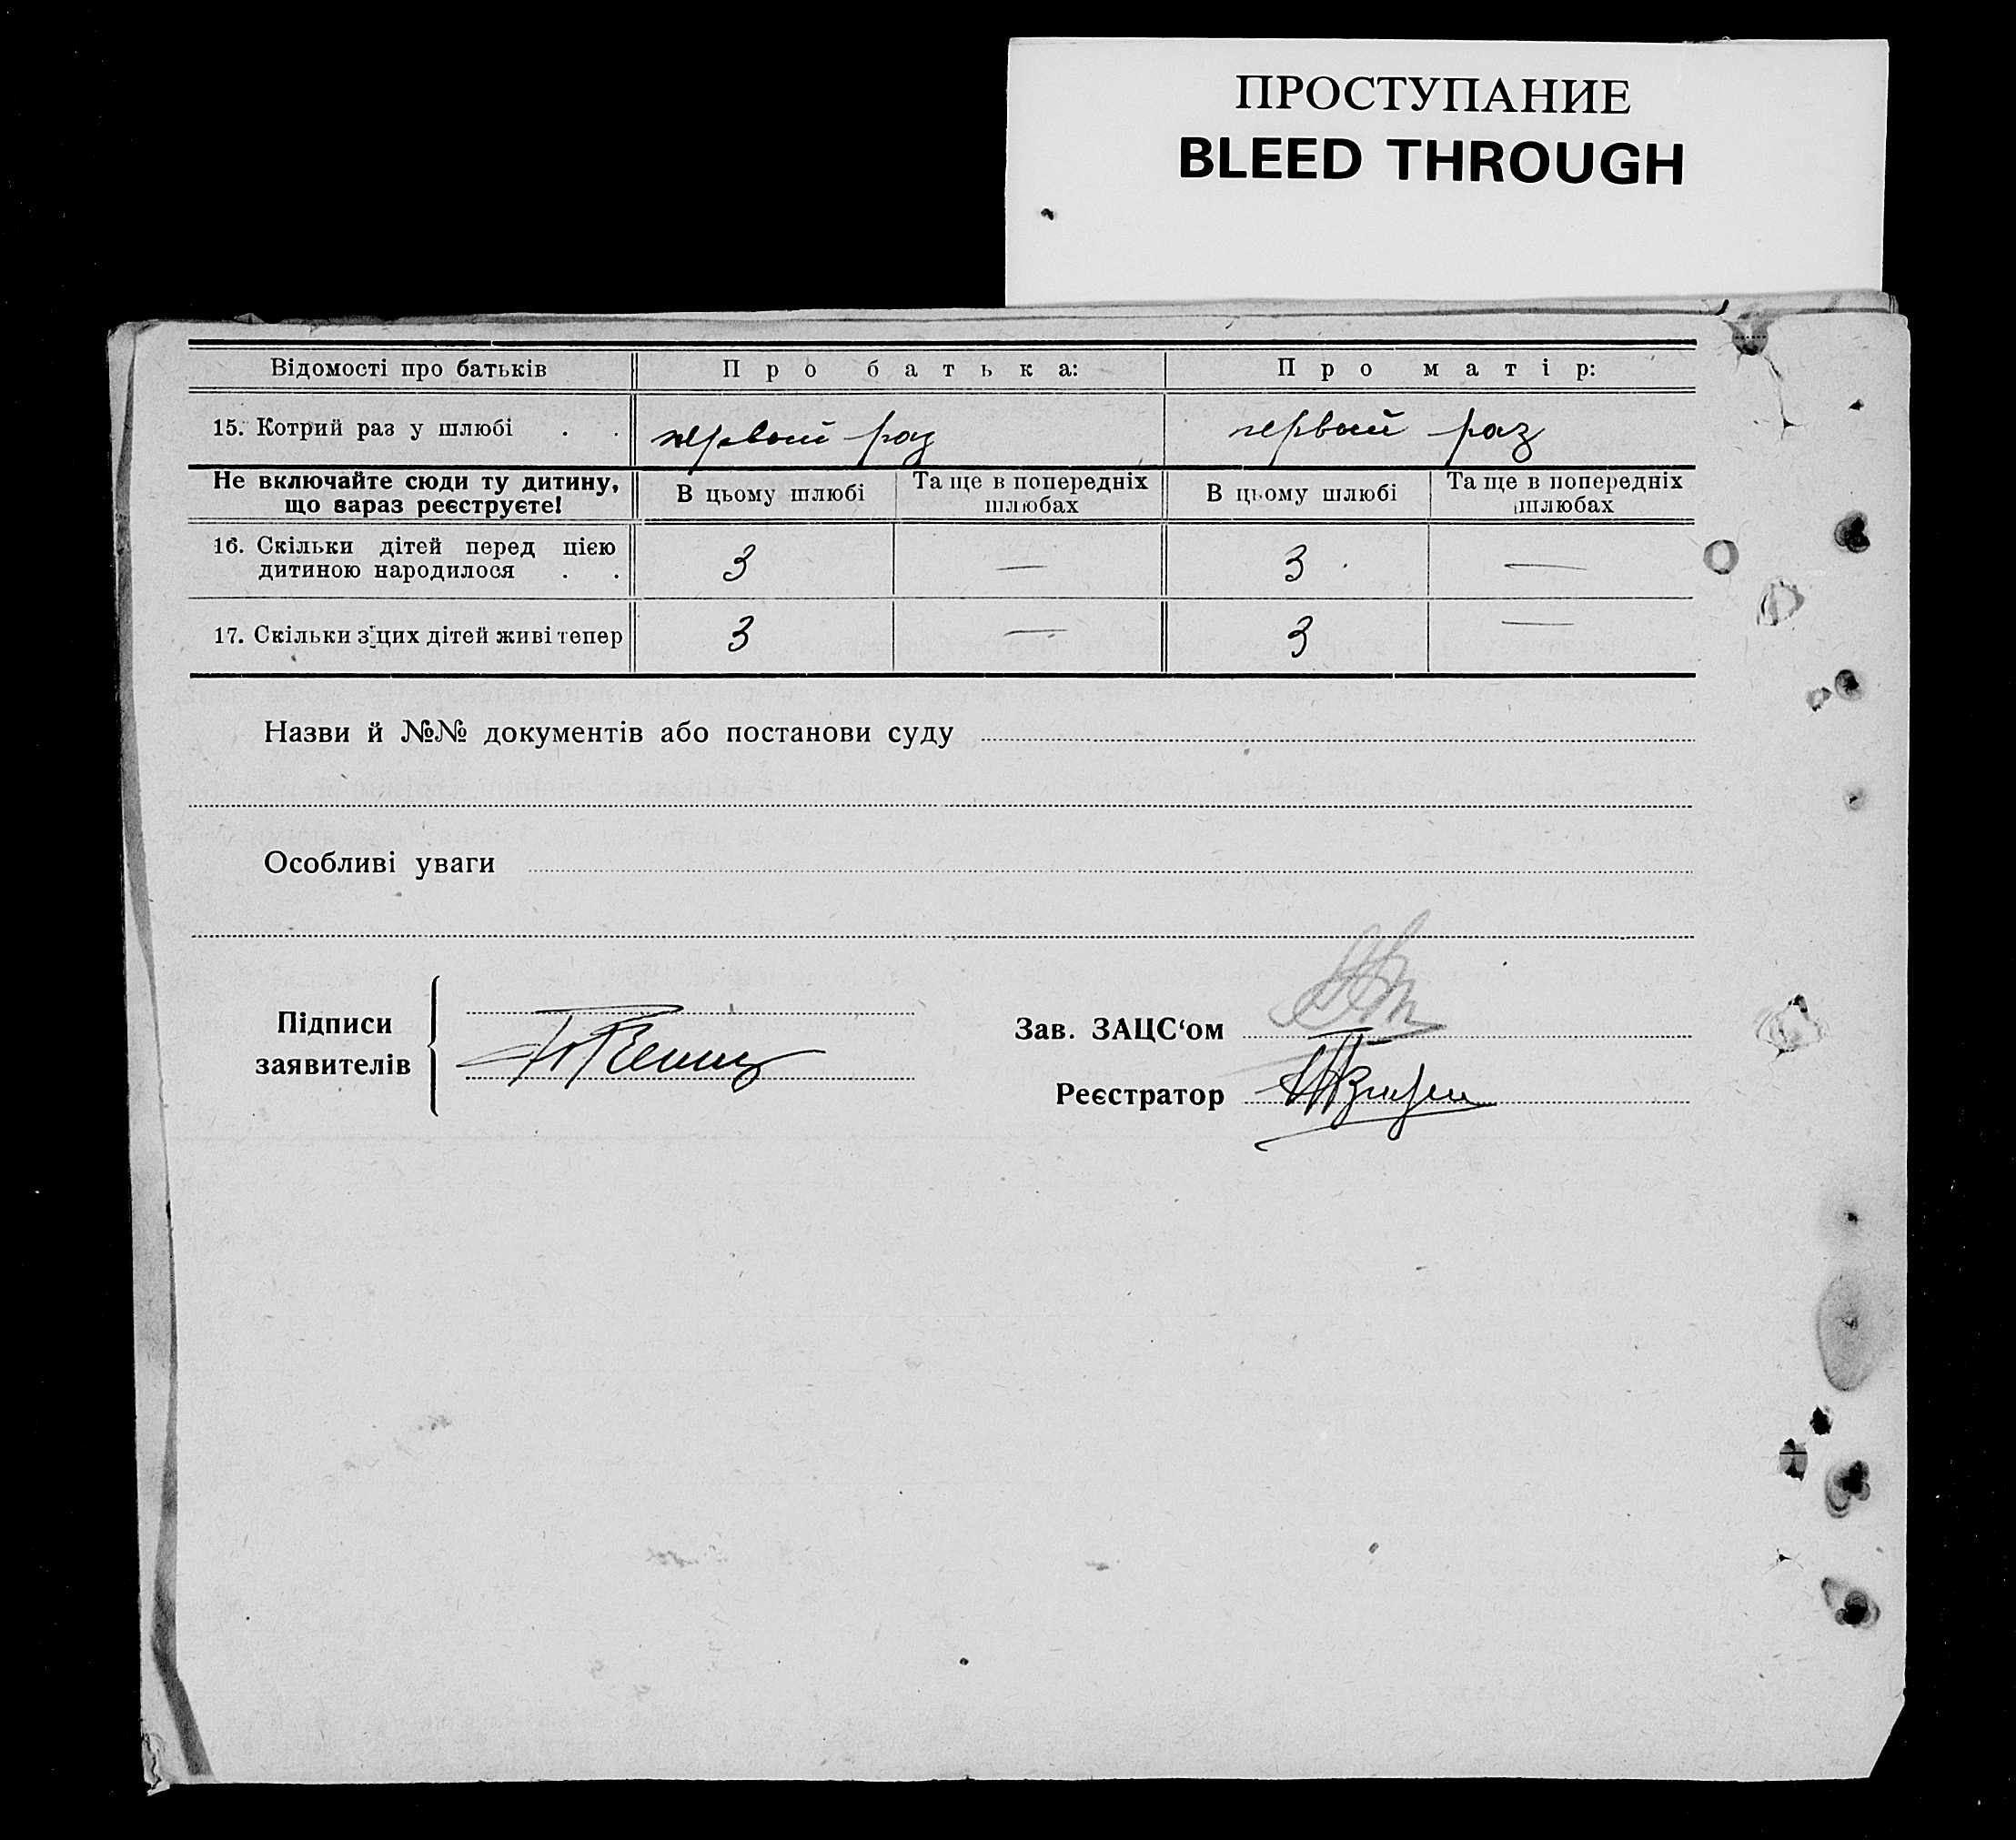 ПРОСТУПАНИЕ
BLEED THROUGH
Відомості про батьків Про батька: Про матір:
15. Котрий раз у шлюбі . . первый раз первый раз
Не включайте сюди ту дитину, що зараз реєструєте! В цьому шлюбі Та ще в попередніх шлюбах В цьому шлюбі Та ще в попередніх шлюбах
16. Скільки дітей перед цією дитиною народилося . . 3 — 3 —
17. Скільки з цих дітей живі тепер 3 — 3 —
Назви й №№ документів або постанови суду
Особливі уваги
Підписи заявителів
Зав. ЗАЦС‘ом
Реєстратор